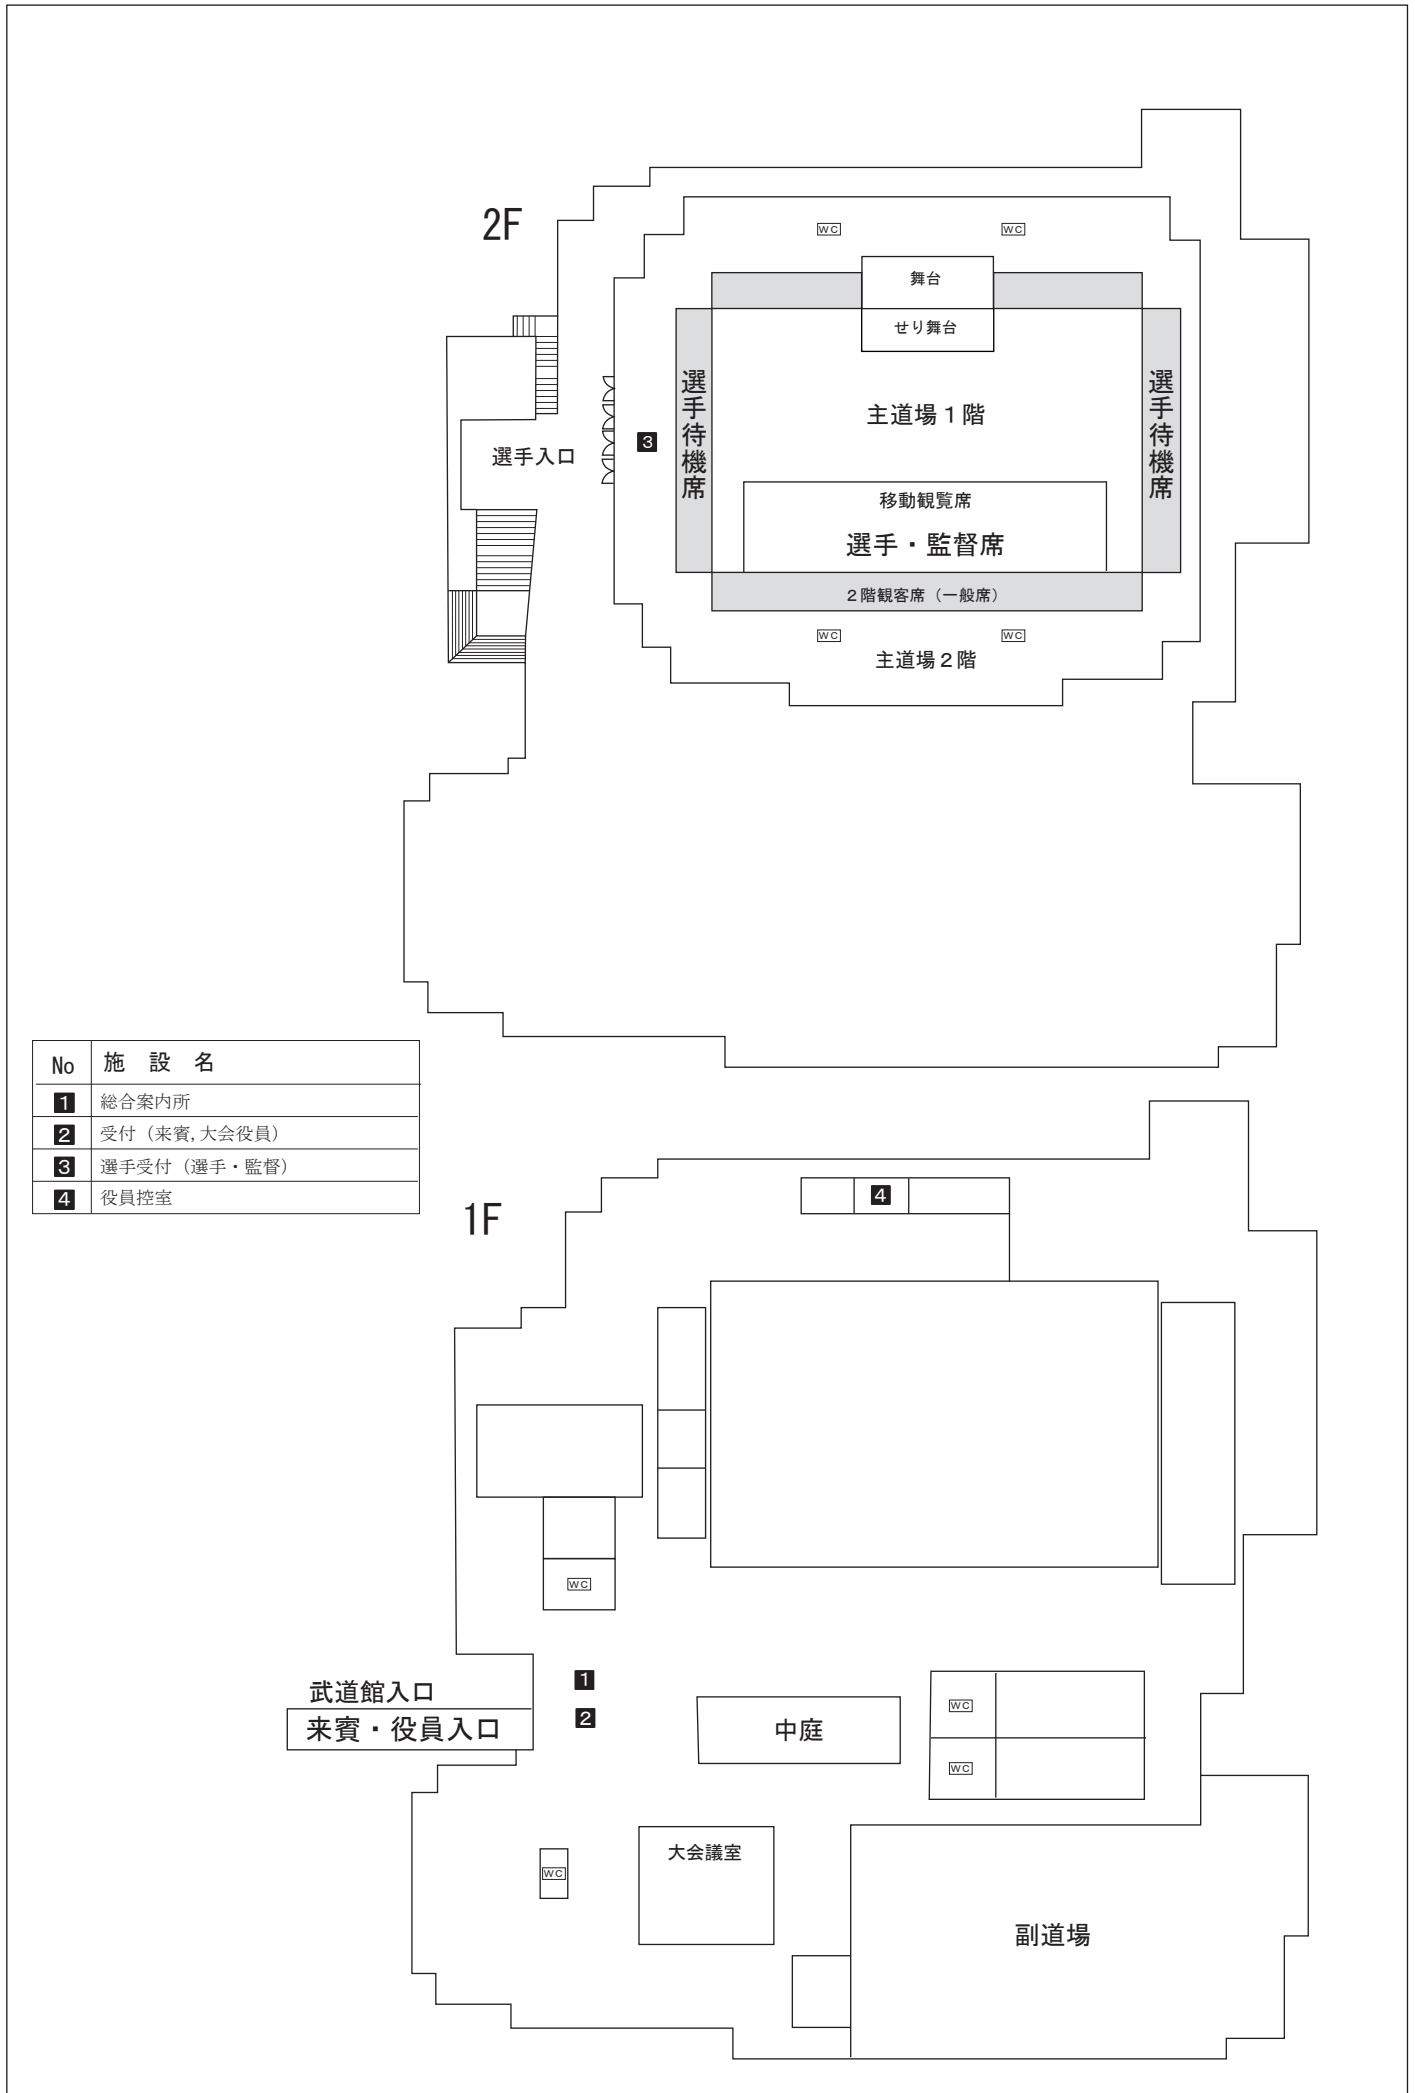 2F
WC
WC
舞台
せり舞台
選手待機席
主道場１階
選手待機席
3
選手入口
移動観覧席
選手・監督席
２階観客席（一般席）
WC
WC
主道場２階
No 施 設 名
1 総合案内所
2 受付（来賓,大会役員）
3 選手受付（選手・監督）
4 役員控室
1F
4
WC
1
武道館入口
来賓・役員入口
2
中庭
WC
WC
大会議室
WC
副道場